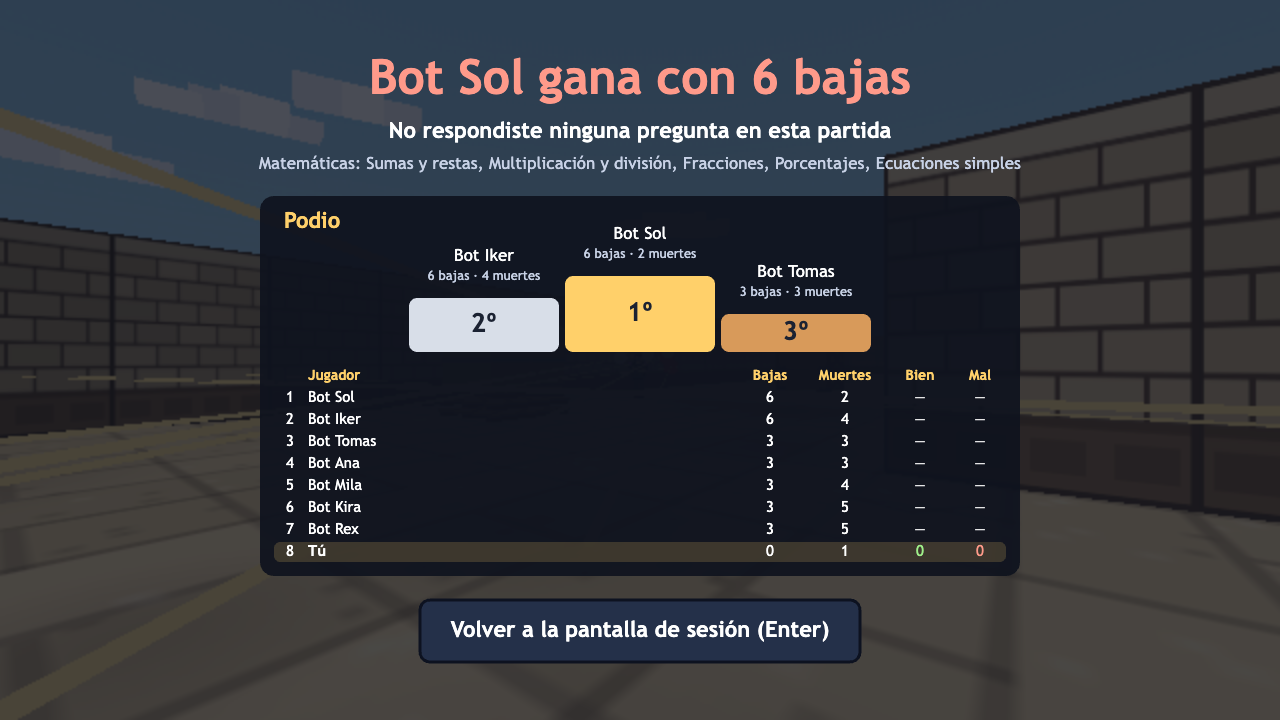 Bot Sol gana con 6 bajas
No respondiste ninguna pregunta en esta partida
Matemáticas: Sumas y restas, Multiplicación y división, Fracciones, Porcentajes, Ecuaciones simples
Podio
Bot Sol
6 bajas · 2 muertes
1º
Bot Iker
6 bajas · 4 muertes
2º
Bot Tomas
3 bajas · 3 muertes
3º
Jugador Bajas Muertes Bien Mal
1 Bot Sol 6 2 — —
2 Bot Iker 6 4 — —
3 Bot Tomas 3 3 — —
4 Bot Ana 3 3 — —
5 Bot Mila 3 4 — —
6 Bot Kira 3 5 — —
7 Bot Rex 3 5 — —
8 Tú 0 1 0 0
Volver a la pantalla de sesión (Enter)